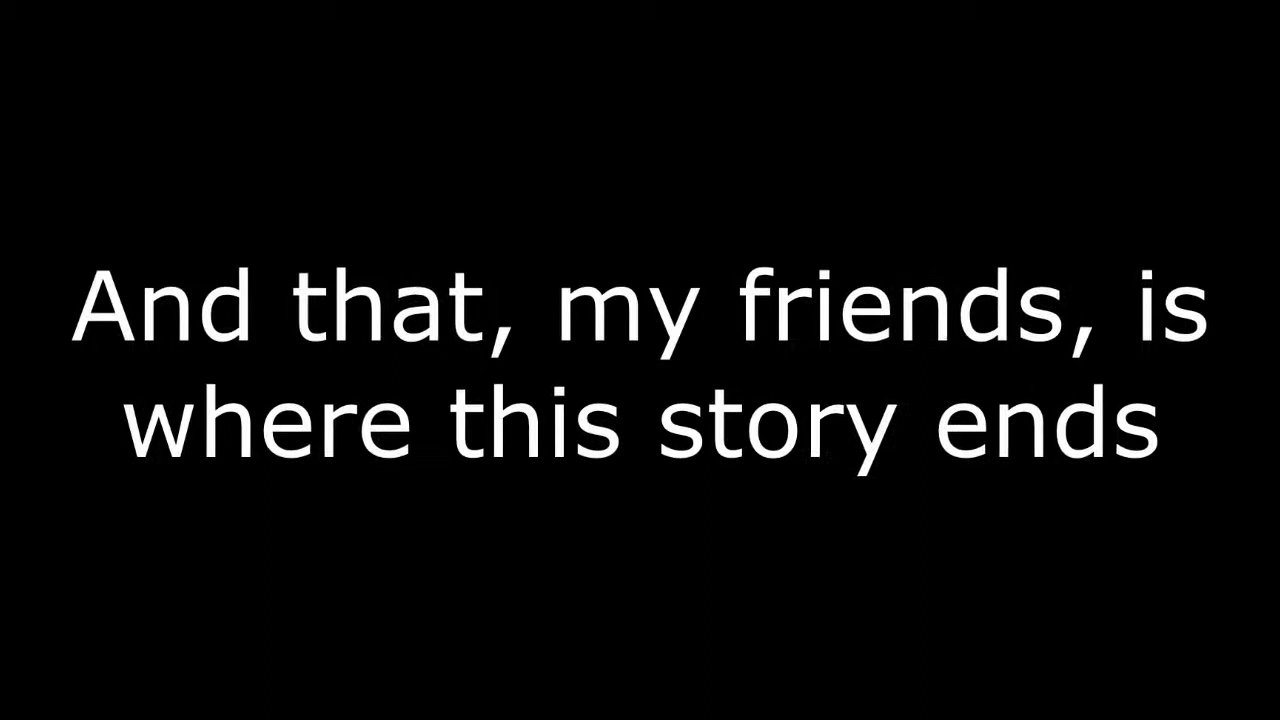 And that, my friends, is
where this story ends